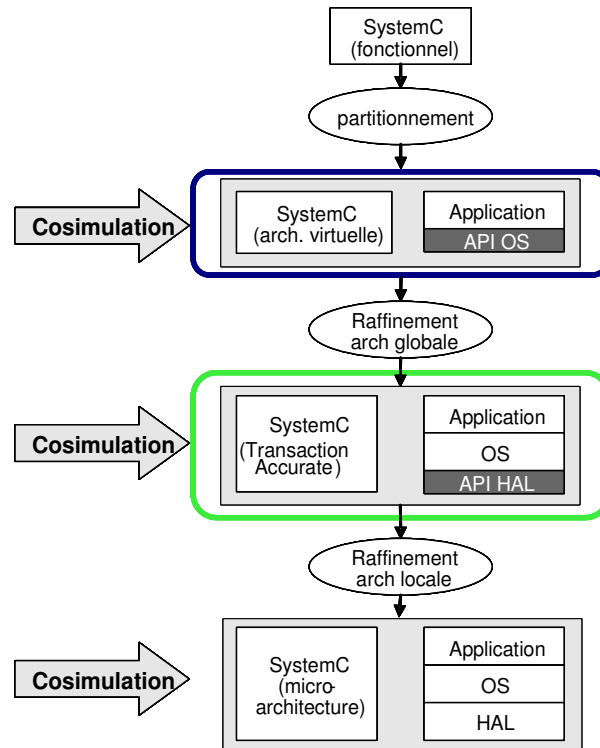 SystemC
(fonctionnel)
partitionnement
Cosimulation
SystemC
(arch. virtuelle)
Application
API OS
Raffinement
arch globale
Cosimulation
SystemC
(Transaction
Accurate)
Application
OS
API HAL
Raffinement
arch locale
Cosimulation
SystemC
(micro-
architecture)
Application
OS
HAL